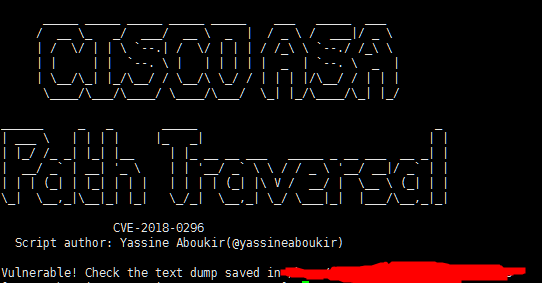 CISCO ASA
Path Traversal
CVE-2018-0296
Script author: Yassine Aboukir(@yassineaboukir)
Vulnerable! Check the text dump saved in